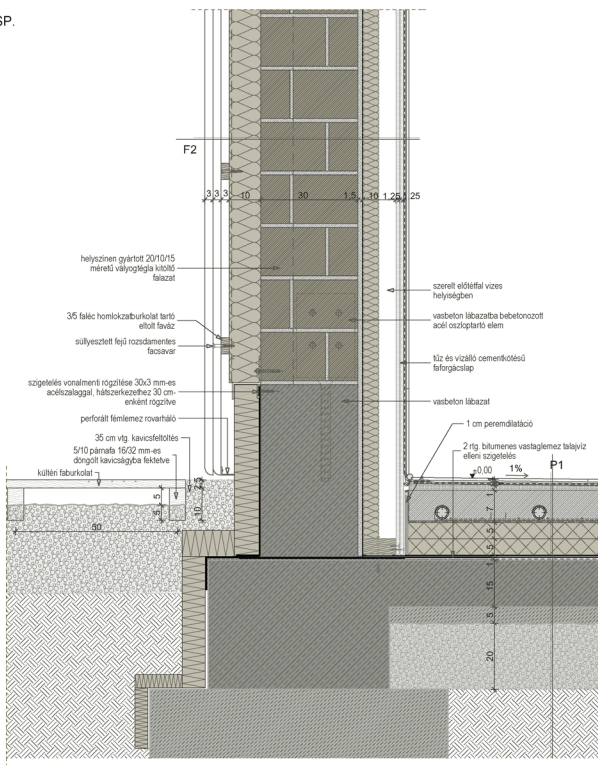 SP.
F2
3 3 3 10 30 1,5 10 1,25 ,25
helyszínen gyártott 20/10/15
méretű vályogtégla kitöltő
falazat
szerelt előtétfal vizes
helyiségben
3/5 faléc homlokzatburkolat tartó
eltolt faváz
vasbeton lábazatba bebetonozott
acél oszloptartó elem
süllyesztett fejű rozsdamentes
facsavar
tűz és vízálló cementkötésű
faforgácslap
szigetelés vonalmenti rögzítése 30x3 mm-es
acélszalaggal, hátszerkezethez 30 cm-
enként rögzítve
vasbeton lábazat
perforált fémlemez rovarháló
1 cm peremdilatáció
35 cm vtg. kavicsfeltöltés
5/10 párnafa 16/32 mm-es
döngölt kavicságyba fektetve
2 rtg. bitumenes vastaglemez talajvíz
elleni szigetelés
kültéri faburkolat
±0,00
1%
P1
2,5
5
5
10
50
1
7
5
5
1
15
5
20